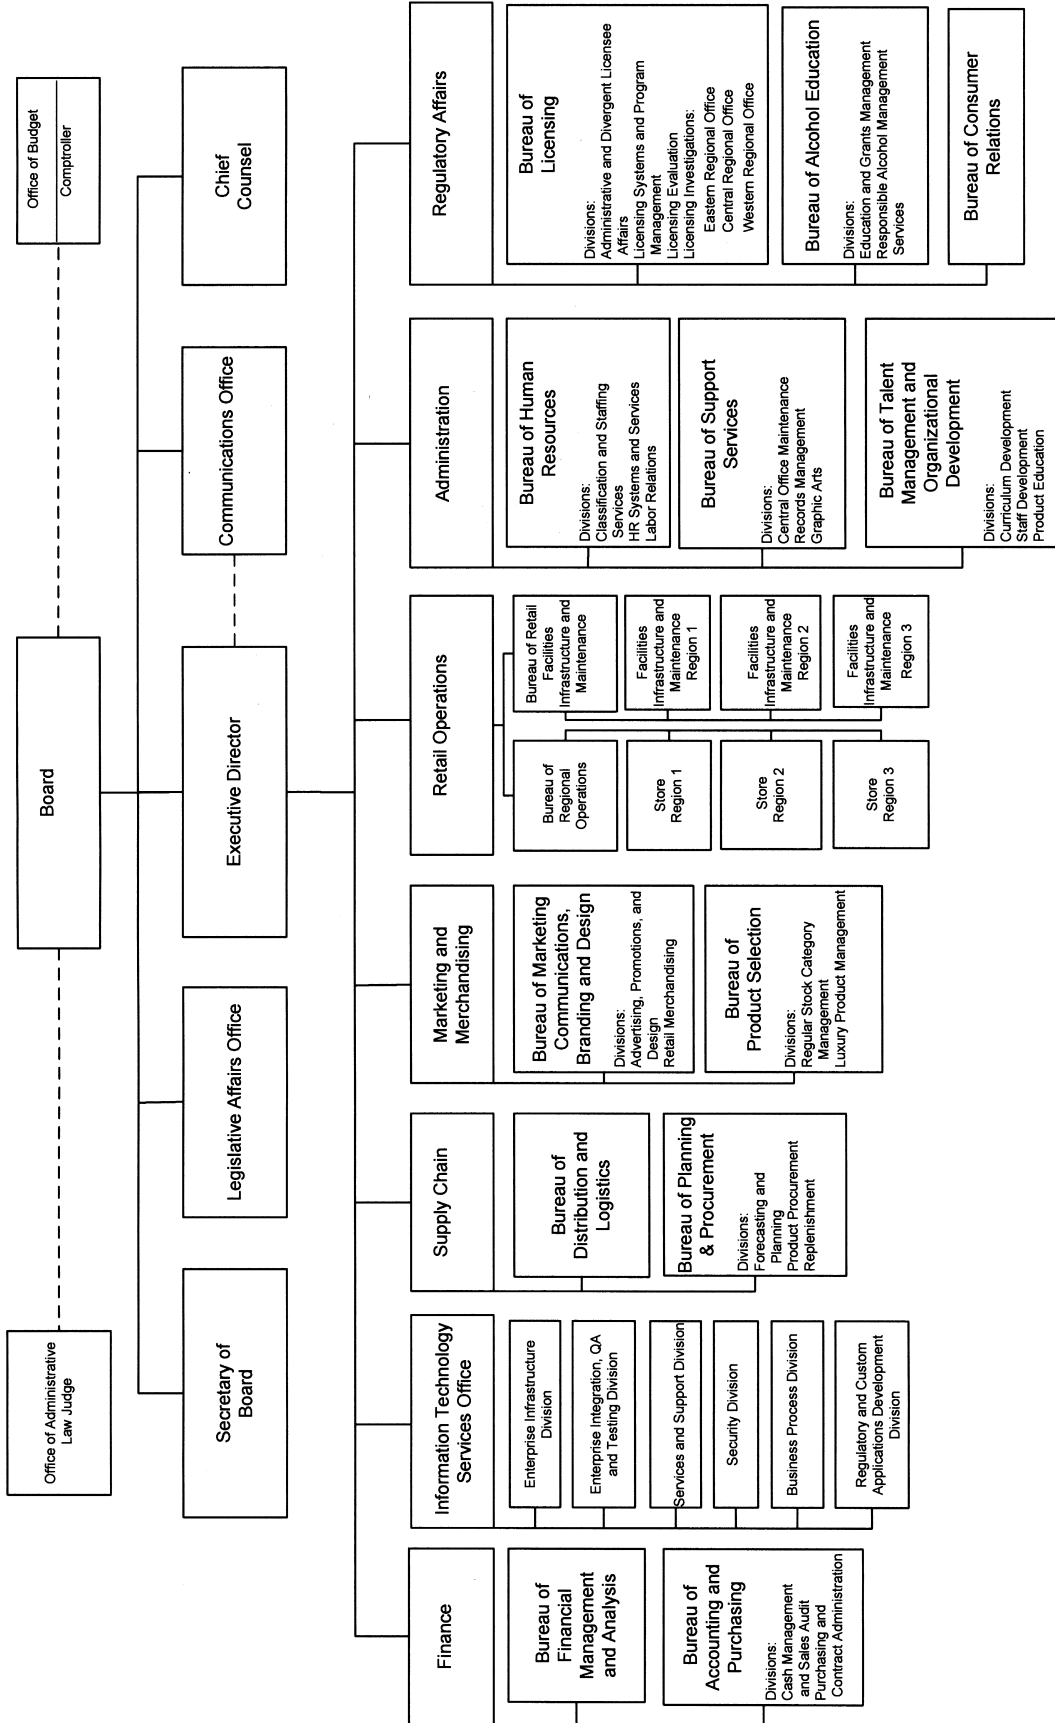 Office of Administrative
Law Judge
Board
Office of Budget
Comptroller
Secretary of
Board
Legislative Affairs Office
Executive Director
Communications Office
Chief
Counsel
Finance
Bureau of
Financial
Management
and Analysis
Bureau of
Accounting and
Purchasing
Divisions:
Cash Management
and Sales Audit
Purchasing and
Contract Administration
Information Technology
Services Office
Enterprise Infrastructure
Division
Enterprise Integration, QA
and Testing Division
Services and Support Division
Security Division
Business Process Division
Regulatory and Custom
Applications Development
Division
Supply Chain
Bureau of
Distribution and
Logistics
Bureau of Planning
& Procurement
Divisions:
Forecasting and
Planning
Product Procurement
Replenishment
Marketing and
Merchandising
Bureau of Marketing
Communications,
Branding and Design
Divisions:
Advertising, Promotions, and
Design
Retail Merchandising
Bureau of
Product Selection
Divisions:
Regular Stock Category
Management
Luxury Product Management
Retail Operations
Bureau of
Regional
Operations
Store
Region 1
Store
Region 2
Store
Region 3
Bureau of Retail
Facilities
Infrastructure and
Maintenance
Facilities
Infrastructure and
Maintenance
Region 1
Facilities
Infrastructure and
Maintenance
Region 2
Facilities
Infrastructure and
Maintenance
Region 3
Administration
Bureau of Human
Resources
Divisions:
Classification and Staffing
Services
HR Systems and Services
Labor Relations
Bureau of Support
Services
Divisions:
Central Office Maintenance
Records Management
Graphic Arts
Bureau of Talent
Management and
Organizational
Development
Divisions:
Curriculum Development
Staff Development
Product Education
Regulatory Affairs
Bureau of
Licensing
Divisions:
Administrative and Divergent Licensee
Affairs
Licensing Systems and Program
Management
Licensing Evaluation
Licensing Investigations:
Eastern Regional Office
Central Regional Office
Western Regional Office
Bureau of Alcohol Education
Divisions:
Education and Grants Management
Responsible Alcohol Management
Services
Bureau of Consumer
Relations